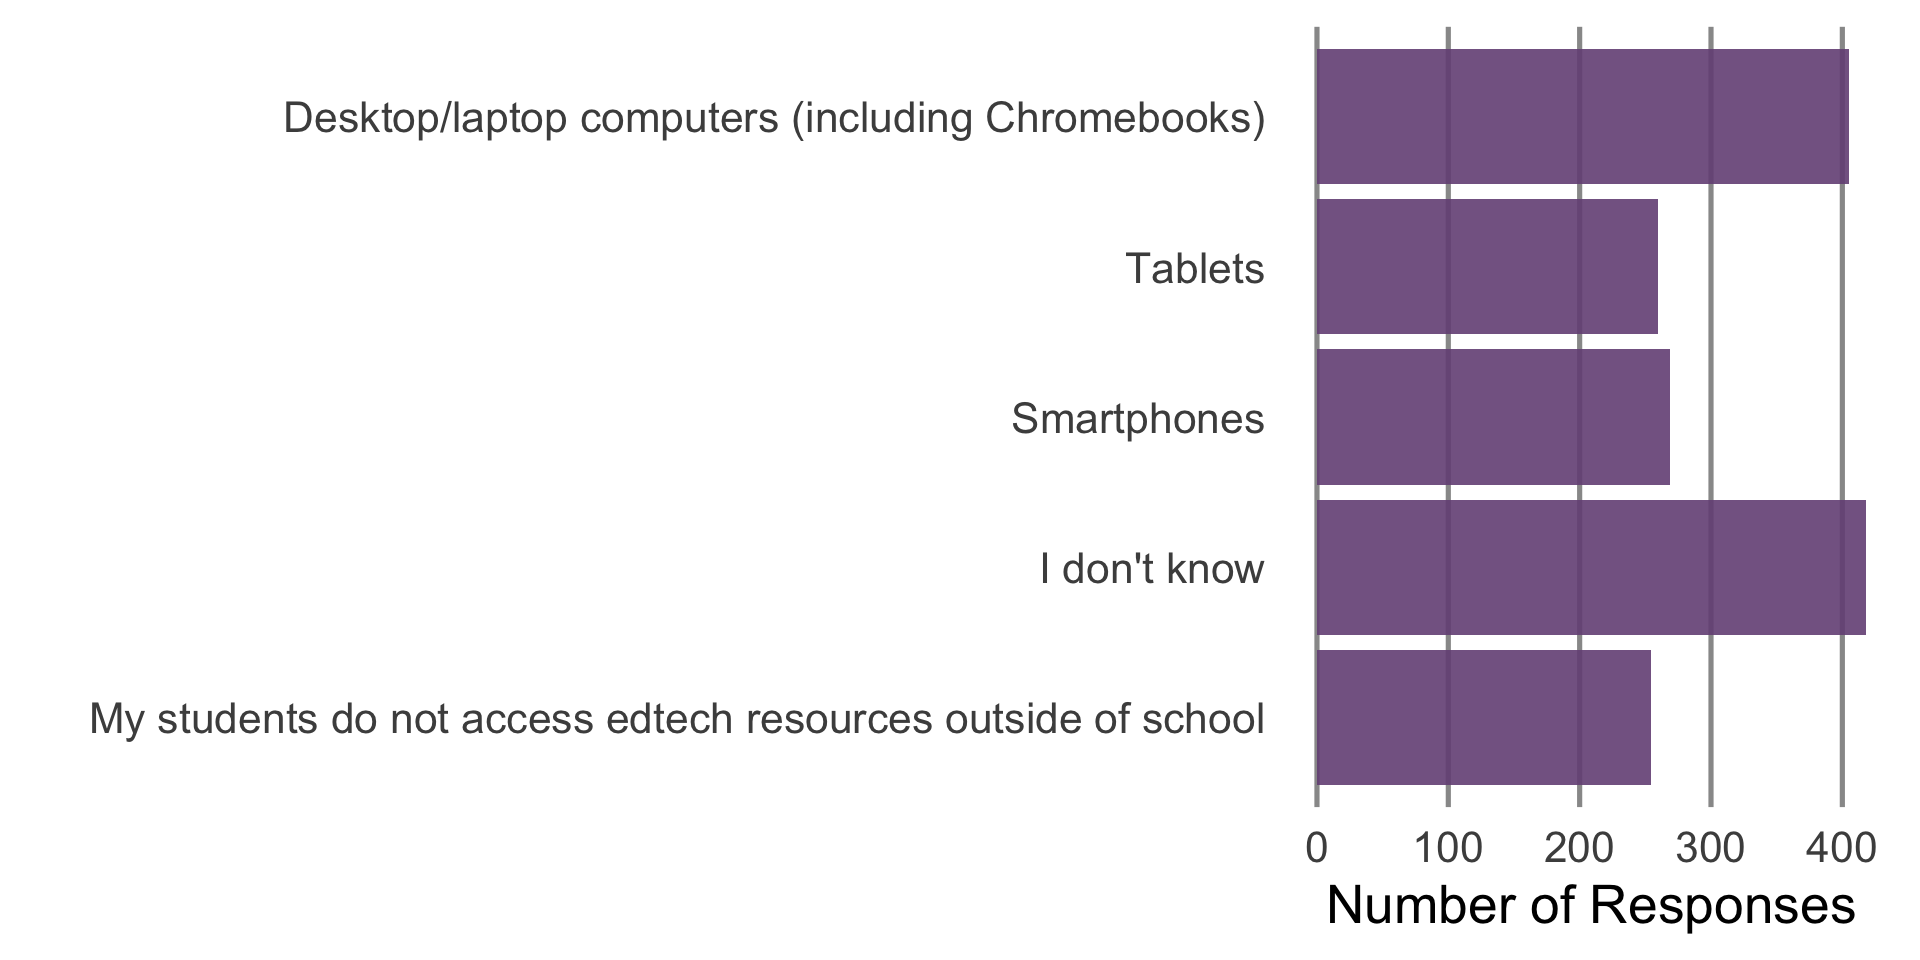 Desktop/laptop computers (including Chromebooks)
Tablets
Smartphones
I don't know
My students do not access edtech resources outside of school
0 100 200 300 400
Number of Responses